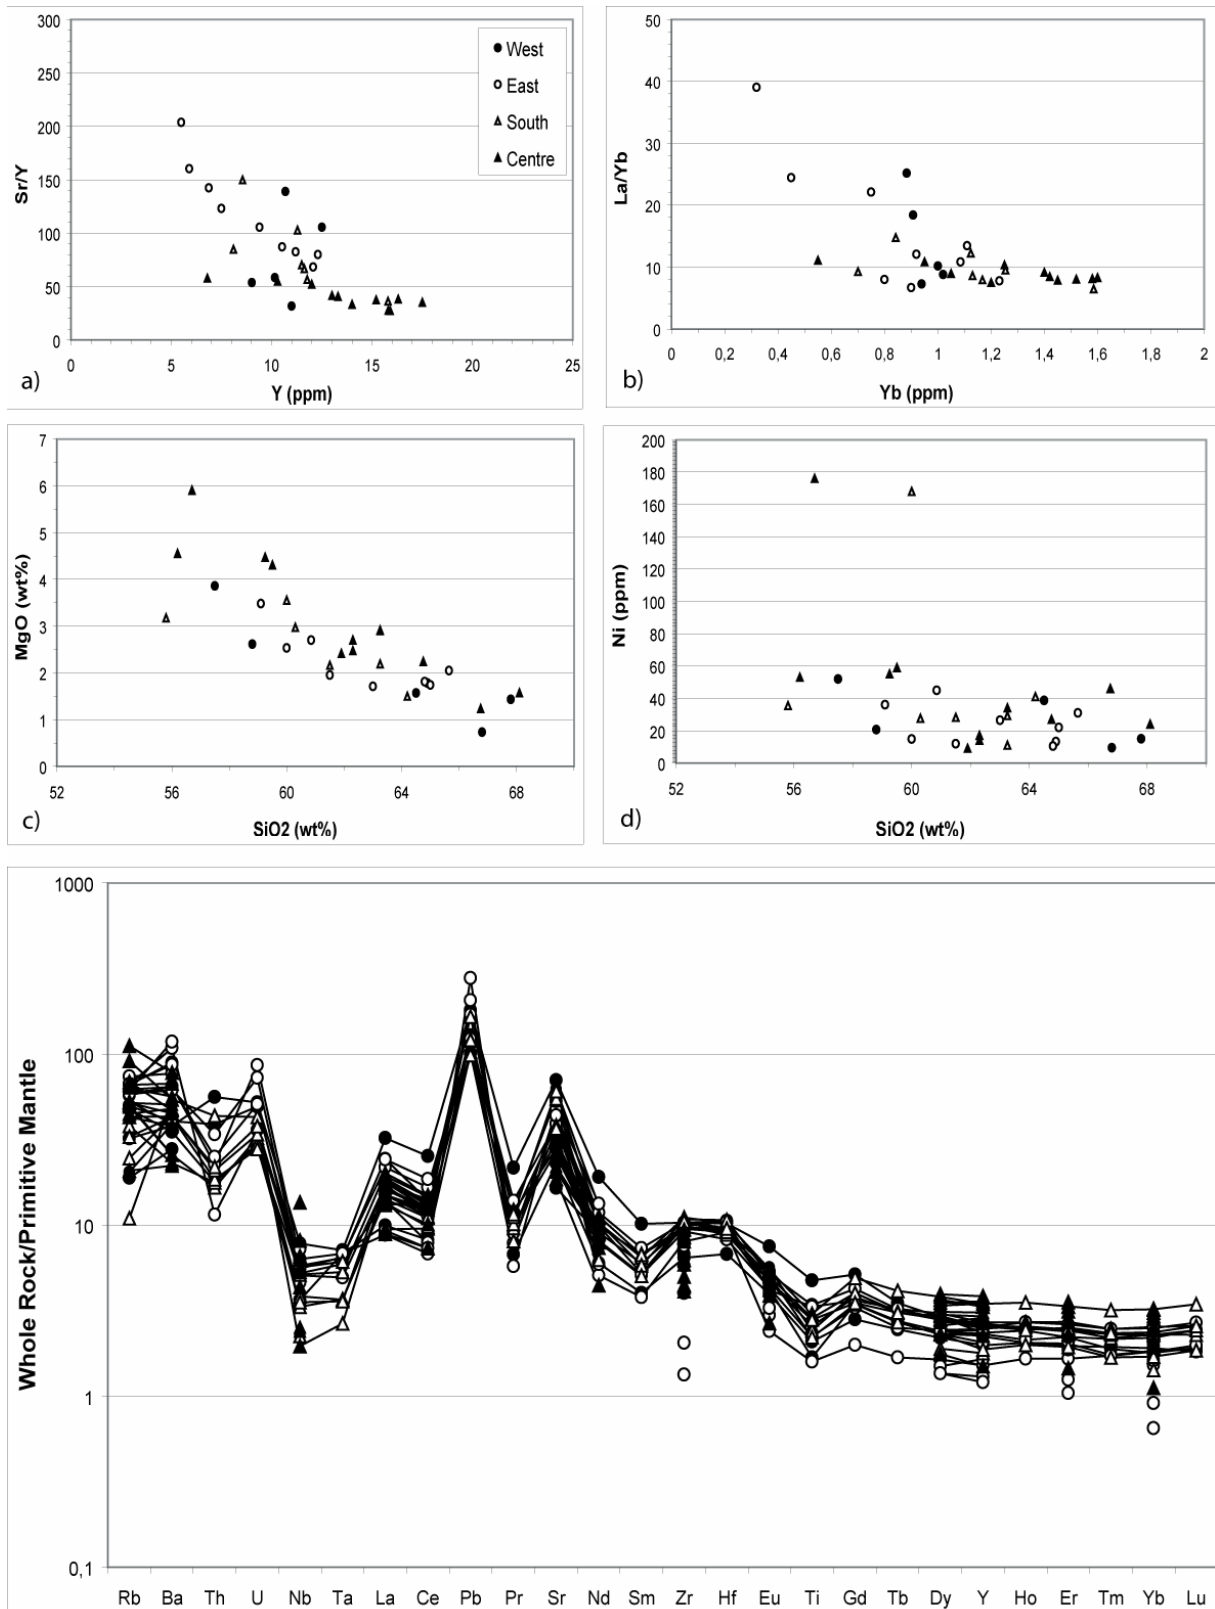 300
250
200
150
100
50
0
Sr/Y
West
East
South
Centre
0 5 10 15 20 25
a) Y (ppm)
50
40
30
20
10
0
La/Yb
0 0,2 0,4 0,6 0,8 1 1,2 1,4 1,6 1,8 2
b) Yb (ppm)
7
6
5
4
3
2
1
0
MgO (wt%)
52 56 60 64 68
c) SiO2 (wt%)
200
180
160
140
120
100
80
60
40
20
0
Ni (ppm)
52 56 60 64 68
d) SiO2 (wt%)
1000
100
10
1
0,1
Whole Rock/Primitive Mantle
Rb Ba Th U Nb Ta La Ce Pb Pr Sr Nd Sm Zr Hf Eu Ti Gd Tb Dy Y Ho Er Tm Yb Lu